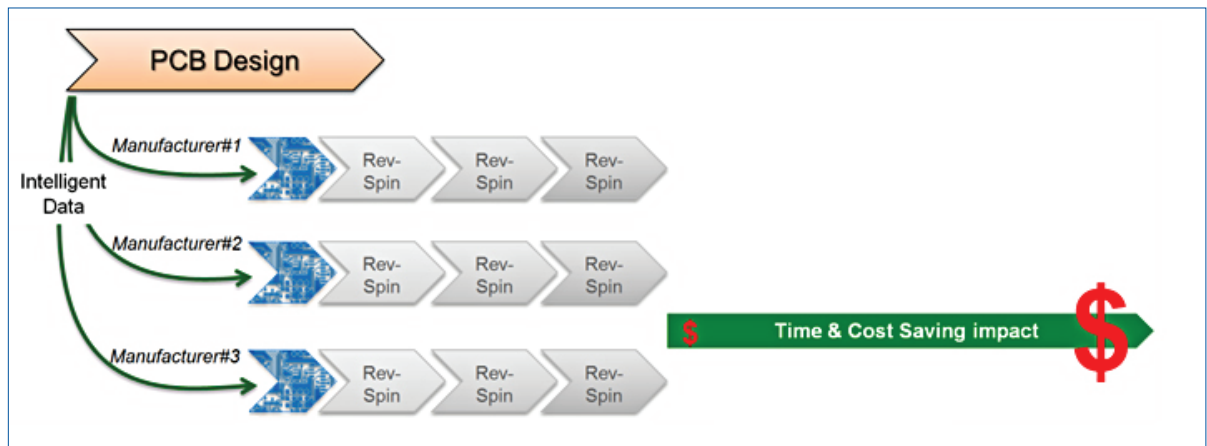 PCB Design
Manufacturer#1
Rev-
Spin
Rev-
Spin
Rev-
Spin
Intelligent
Data
Manufacturer#2
Rev-
Spin
Rev-
Spin
Rev-
Spin
$ Time & Cost Saving impact $
Manufacturer#3
Rev-
Spin
Rev-
Spin
Rev-
Spin